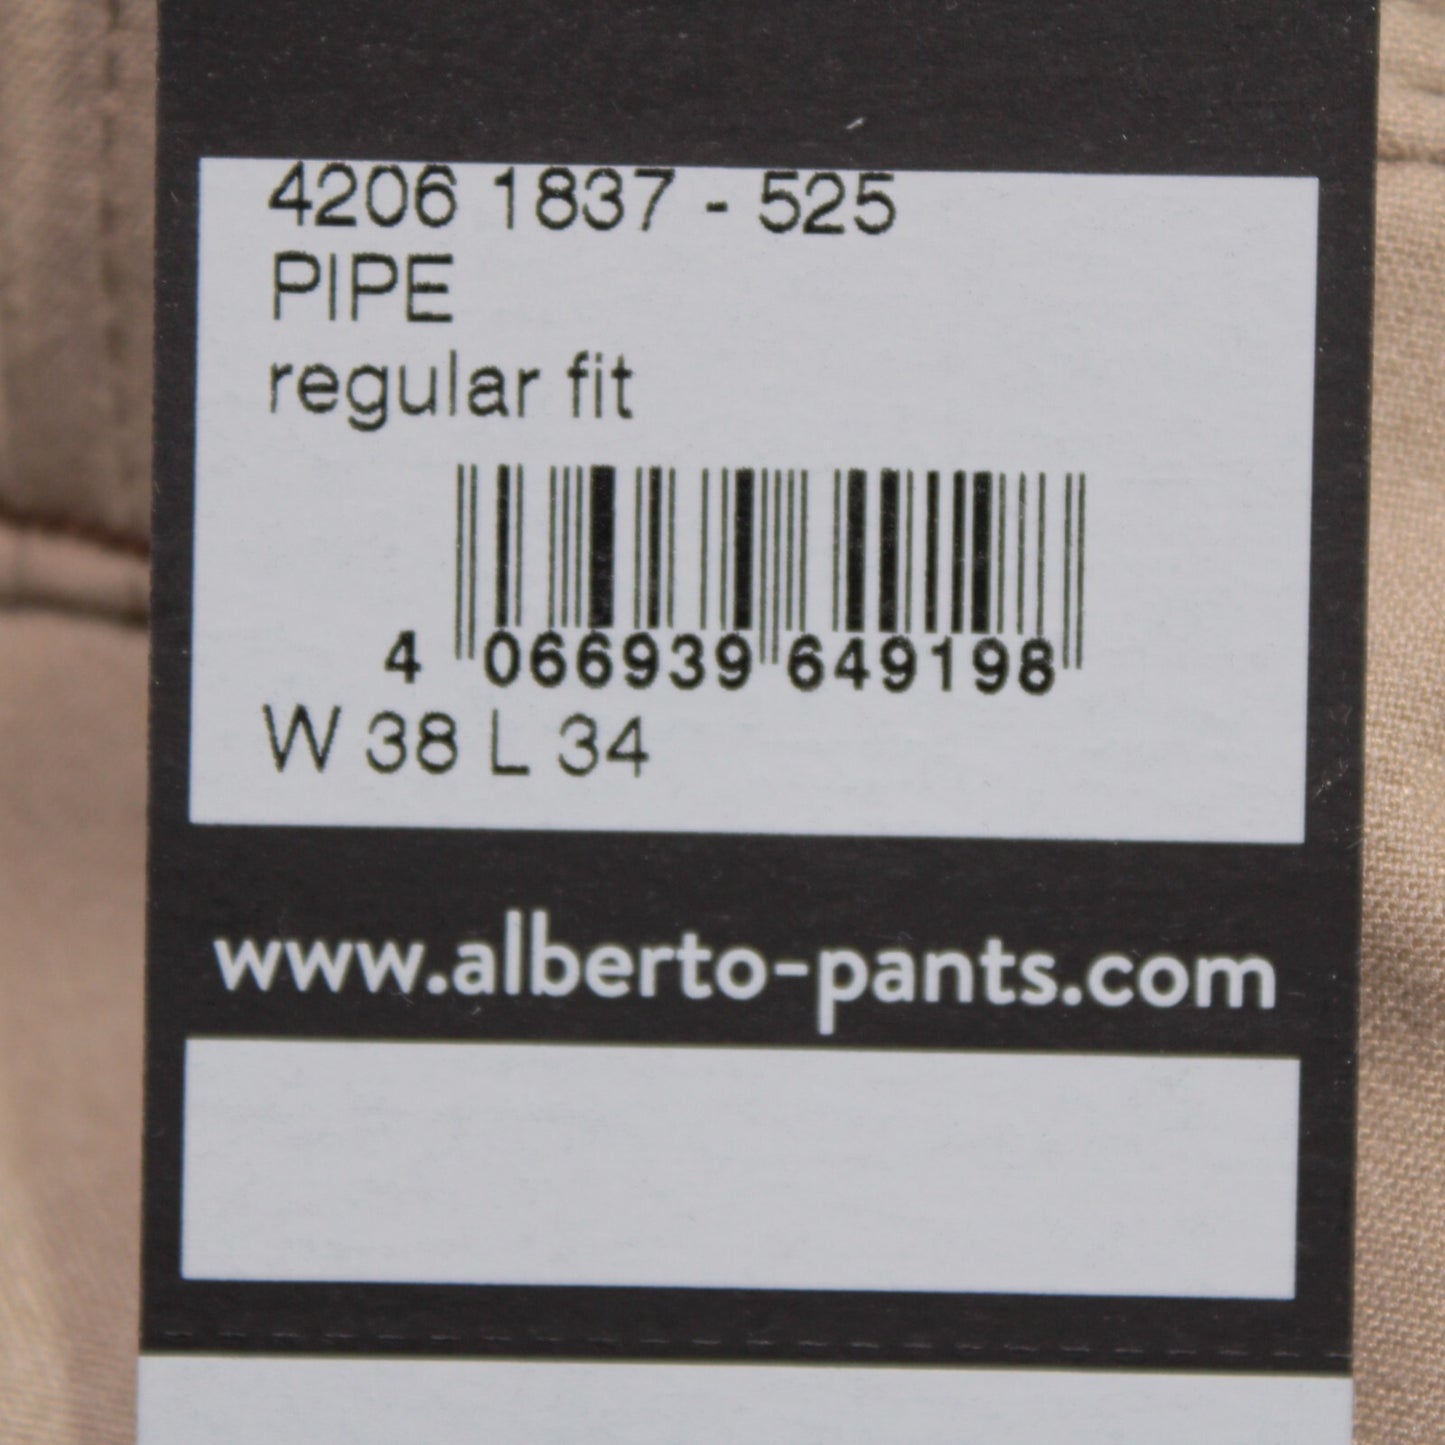 4206 1837 - 525
PIPE
regular fit
4 066939 649198
W 38 L 34
www.alberto-pants.com